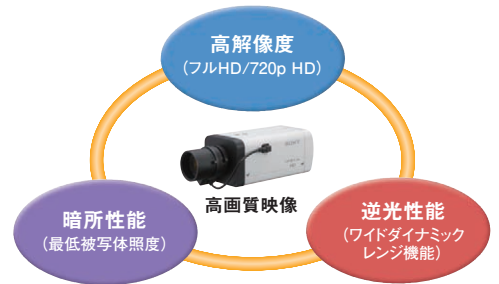 高解像度
(フルHD/720p HD)
SONY
高画質映像
暗所性能
(最低被写体照度)
逆光性能
(ワイドダイナミック
レンジ機能)